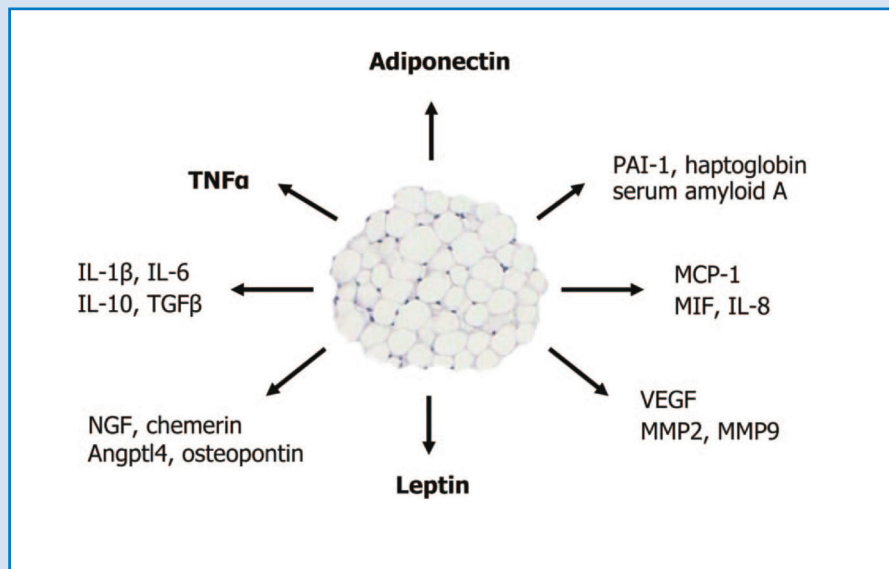 Adiponectin
TNFα
PAI-1, haptoglobin
serum amyloid A
IL-1β, IL-6
IL-10, TGFβ
MCP-1
MIF, IL-8
NGF, chemerin
Angptl4, osteopontin
VEGF
MMP2, MMP9
Leptin